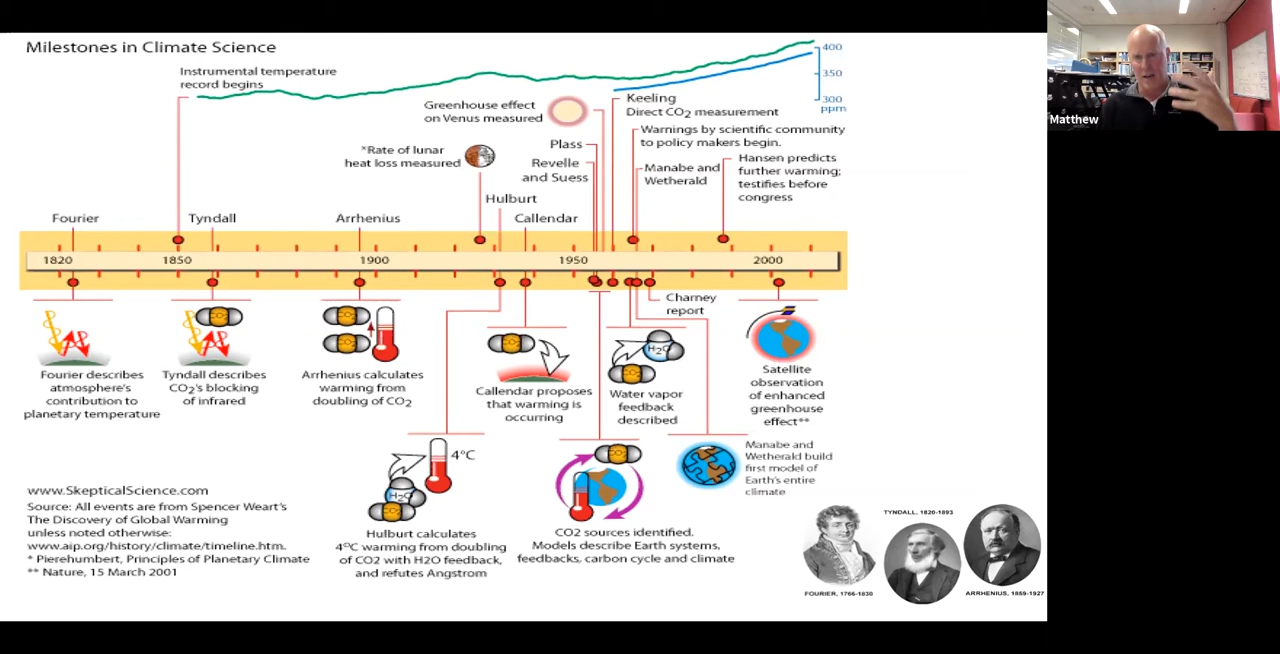 Milestones in Climate Science
Instrumental temperature
record begins
400
350
300
ppm
Greenhouse effect
on Venus measured
Keeling
Direct CO2 measurement
Matthew
Warnings by scientific community
to policy makers begin.
*Rate of lunar
heat loss measured
Plass
Revelle
and Suess
Manabe and
Wetherald
Hansen predicts
further warming;
testifies before
congress
Hulburt
Fourier
Tyndall
Arrhenius
Callendar
1820
1850
1900
1950
2000
Charney
report
Fourier describes
atmosphere's
contribution to
planetary temperature
Tyndall describes
CO2's blocking
of infrared
Arrhenius calculates
warming from
doubling of CO2
Callendar proposes
that warming is
occurring
H2O
Water vapor
feedback
described
Satellite
observation
of enhanced
greenhouse
effect**
4°C
H2O
Hulburt calculates
4°C warming from doubling
of CO2 with H2O feedback,
and refutes Angstrom
CO2 sources identified.
Models describe Earth systems,
feedbacks, carbon cycle and climate
Manabe and
Wetherald build
first model of
Earth's entire
climate
www.SkepticalScience.com
Source: All events are from Spencer Weart's
The Discovery of Global Warming
unless noted otherwise:
www.aip.org/history/climate/timeline.htm.
* Pierehumbert, Principles of Planetary Climate
** Nature, 15 March 2001
TYNDALL, 1820-1893
FOURIER, 1766-1830
ARRHENIUS, 1859-1927